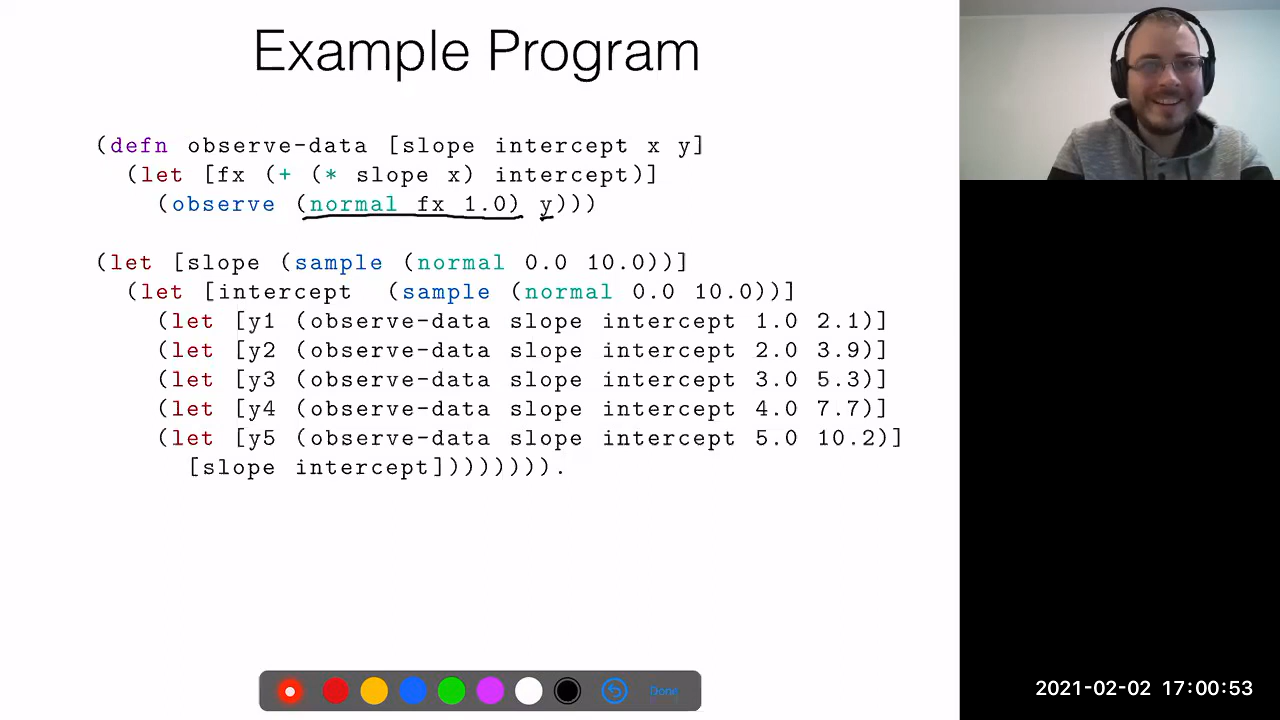 Example Program
(defn observe-data [slope intercept x y]
(let [fx (+ (* slope x) intercept)]
(observe (normal fx 1.0) y)))
(let [slope (sample (normal 0.0 10.0))]
(let [intercept (sample (normal 0.0 10.0))]
(let [y1 (observe-data slope intercept 1.0 2.1)]
(let [y2 (observe-data slope intercept 2.0 3.9)]
(let [y3 (observe-data slope intercept 3.0 5.3)]
(let [y4 (observe-data slope intercept 4.0 7.7)]
(let [y5 (observe-data slope intercept 5.0 10.2)]
[slope intercept]))))))).
Done
2021-02-02 17:00:53